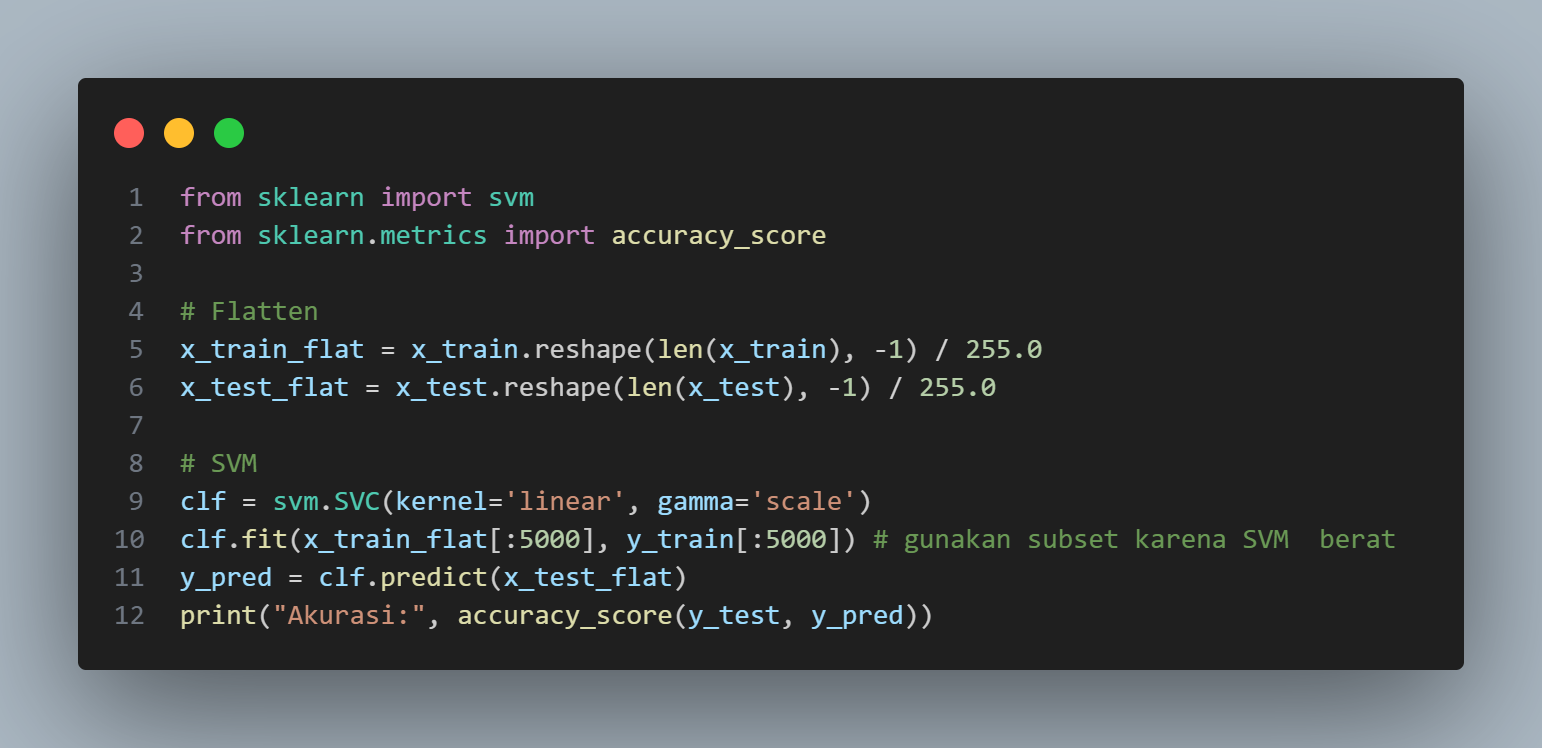 1 from sklearn import svm
2 from sklearn.metrics import accuracy_score
3
4 # Flatten
5 x_train_flat = x_train.reshape(len(x_train), -1) / 255.0
6 x_test_flat = x_test.reshape(len(x_test), -1) / 255.0
7
8 # SVM
9 clf = svm.SVC(kernel='linear', gamma='scale')
10 clf.fit(x_train_flat[:5000], y_train[:5000]) # gunakan subset karena SVM  berat
11 y_pred = clf.predict(x_test_flat)
12 print("Akurasi:", accuracy_score(y_test, y_pred))